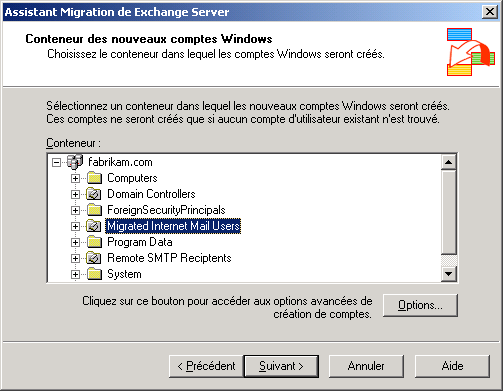 Assistant Migration de Exchange Server
Conteneur des nouveaux comptes Windows
Choisissez le conteneur dans lequel les comptes Windows seront créés.
Sélectionnez un conteneur dans lequel les nouveaux comptes Windows seront créés.
Ces comptes ne seront créés que si aucun compte d'utilisateur existant n'est trouvé.
Conteneur :
fabrikam.com
Computers
Domain Controllers
ForeignSecurityPrincipals
Migrated Internet Mail Users
Program Data
Remote SMTP Reciptents
System
Cliquez sur ce bouton pour accéder aux options avancées de
création de comptes.
Options...
< Précédent
Suivant >
Annuler
Aide